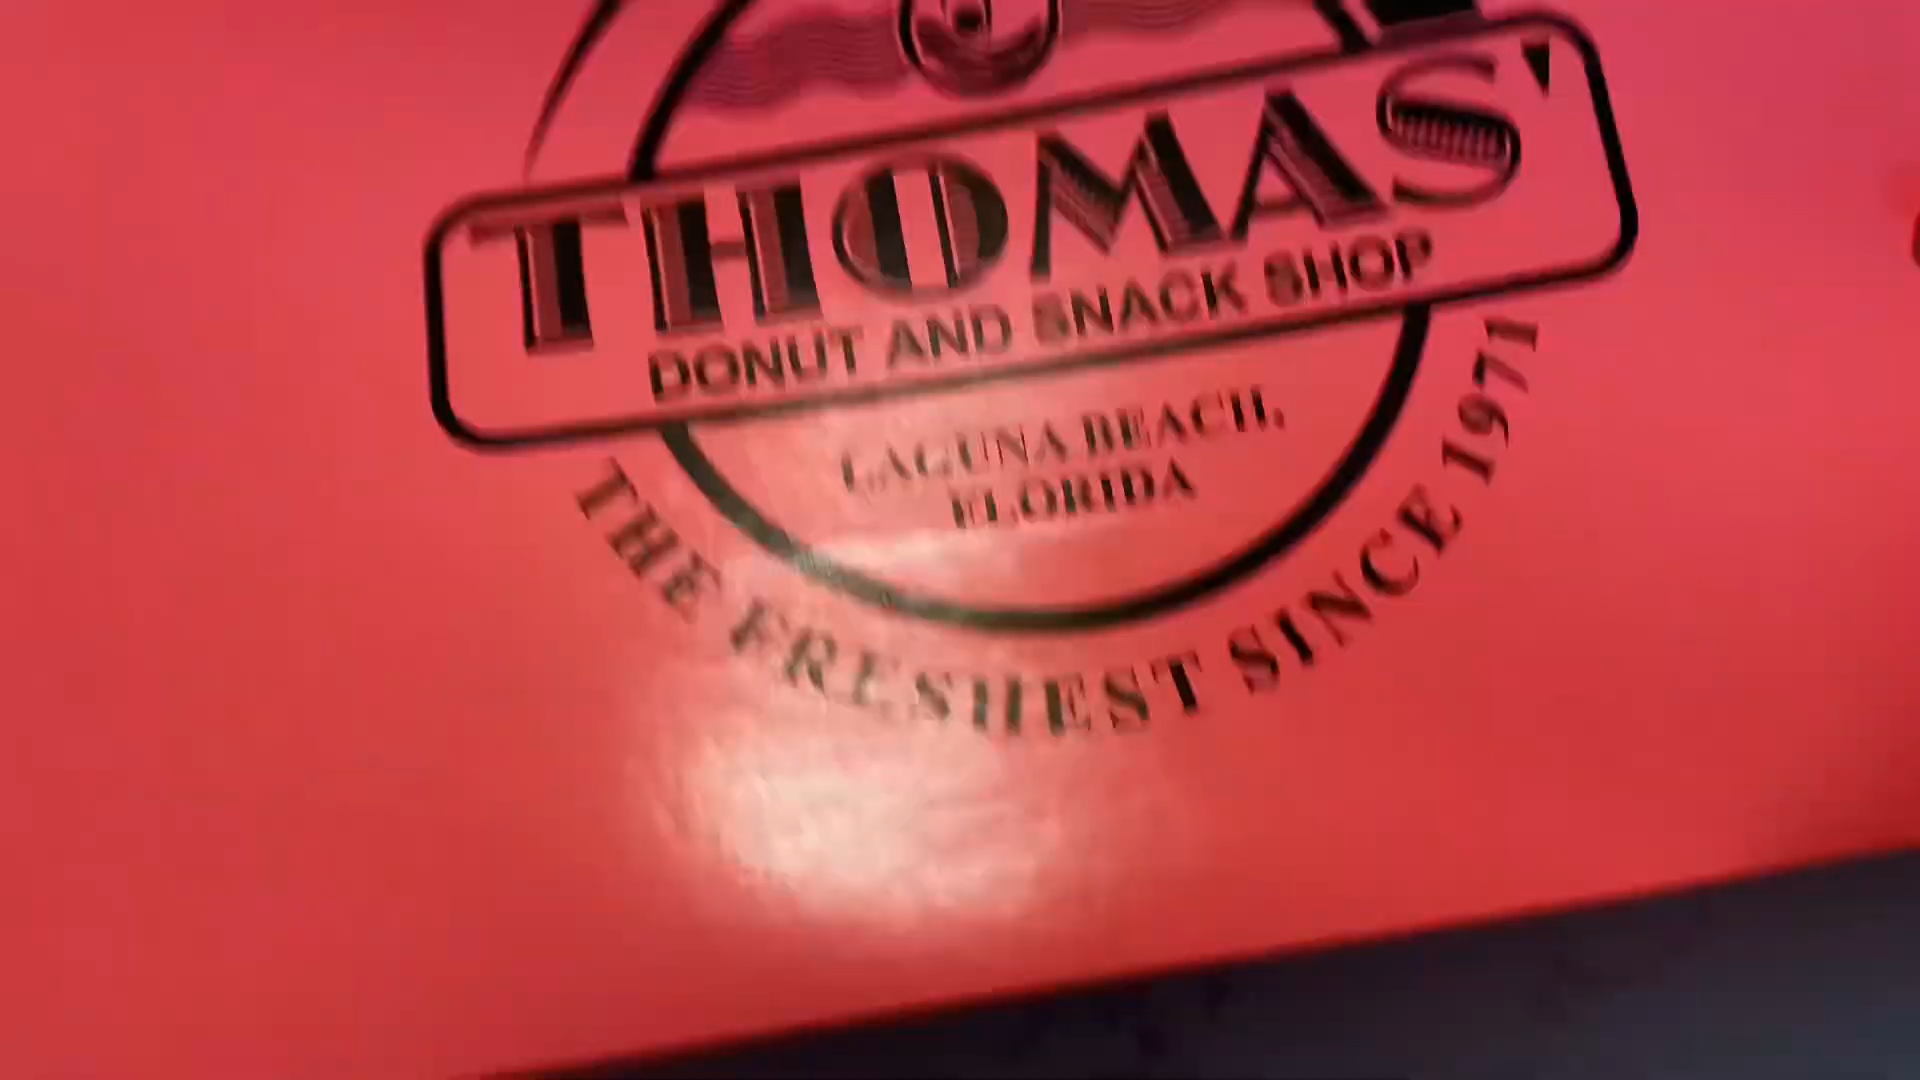 THOMAS'
DONUT AND SNACK SHOP
LAGUNA BEACH,
FLORIDA
THE FRESHEST SINCE 1971